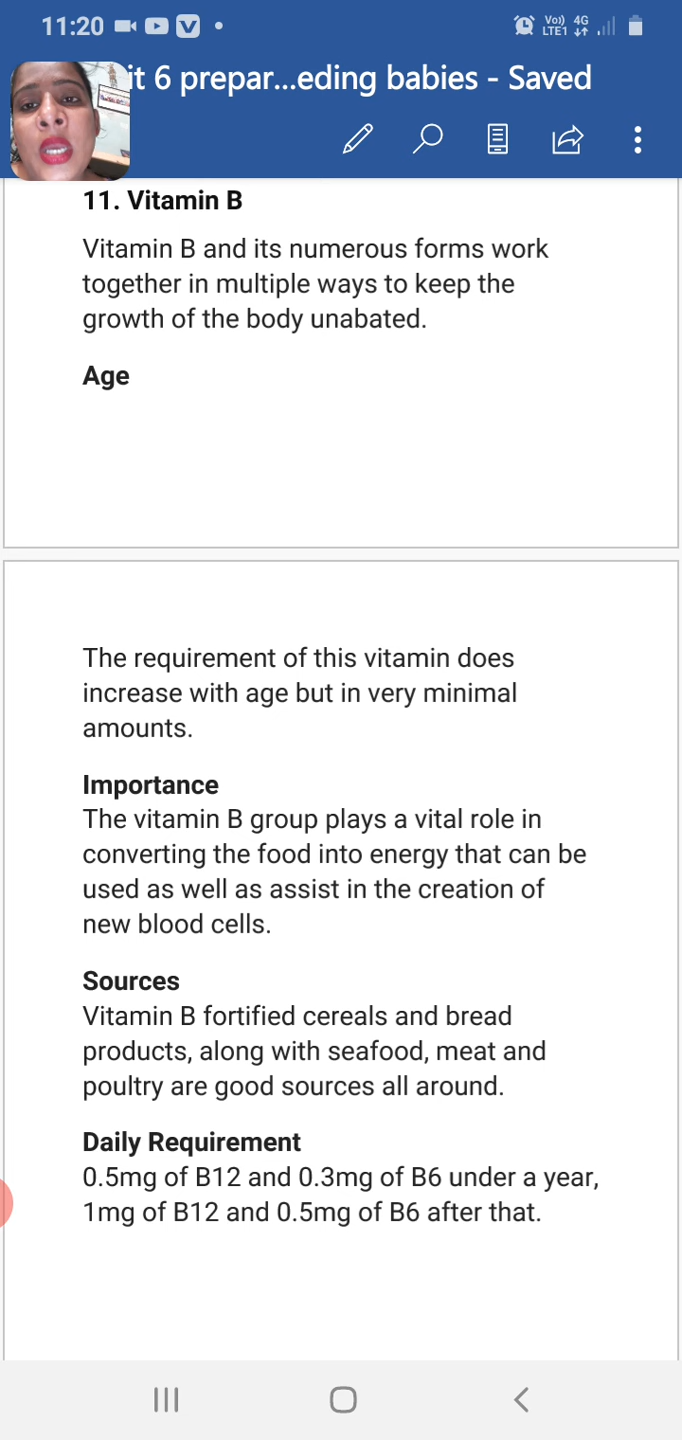 11:20
Vo)) 4G
LTE1
it 6 prepar...eding babies - Saved
11. Vitamin B
Vitamin B and its numerous forms work
together in multiple ways to keep the
growth of the body unabated.
Age
The requirement of this vitamin does
increase with age but in very minimal
amounts.
Importance
The vitamin B group plays a vital role in
converting the food into energy that can be
used as well as assist in the creation of
new blood cells.
Sources
Vitamin B fortified cereals and bread
products, along with seafood, meat and
poultry are good sources all around.
Daily Requirement
0.5mg of B12 and 0.3mg of B6 under a year,
1mg of B12 and 0.5mg of B6 after that.